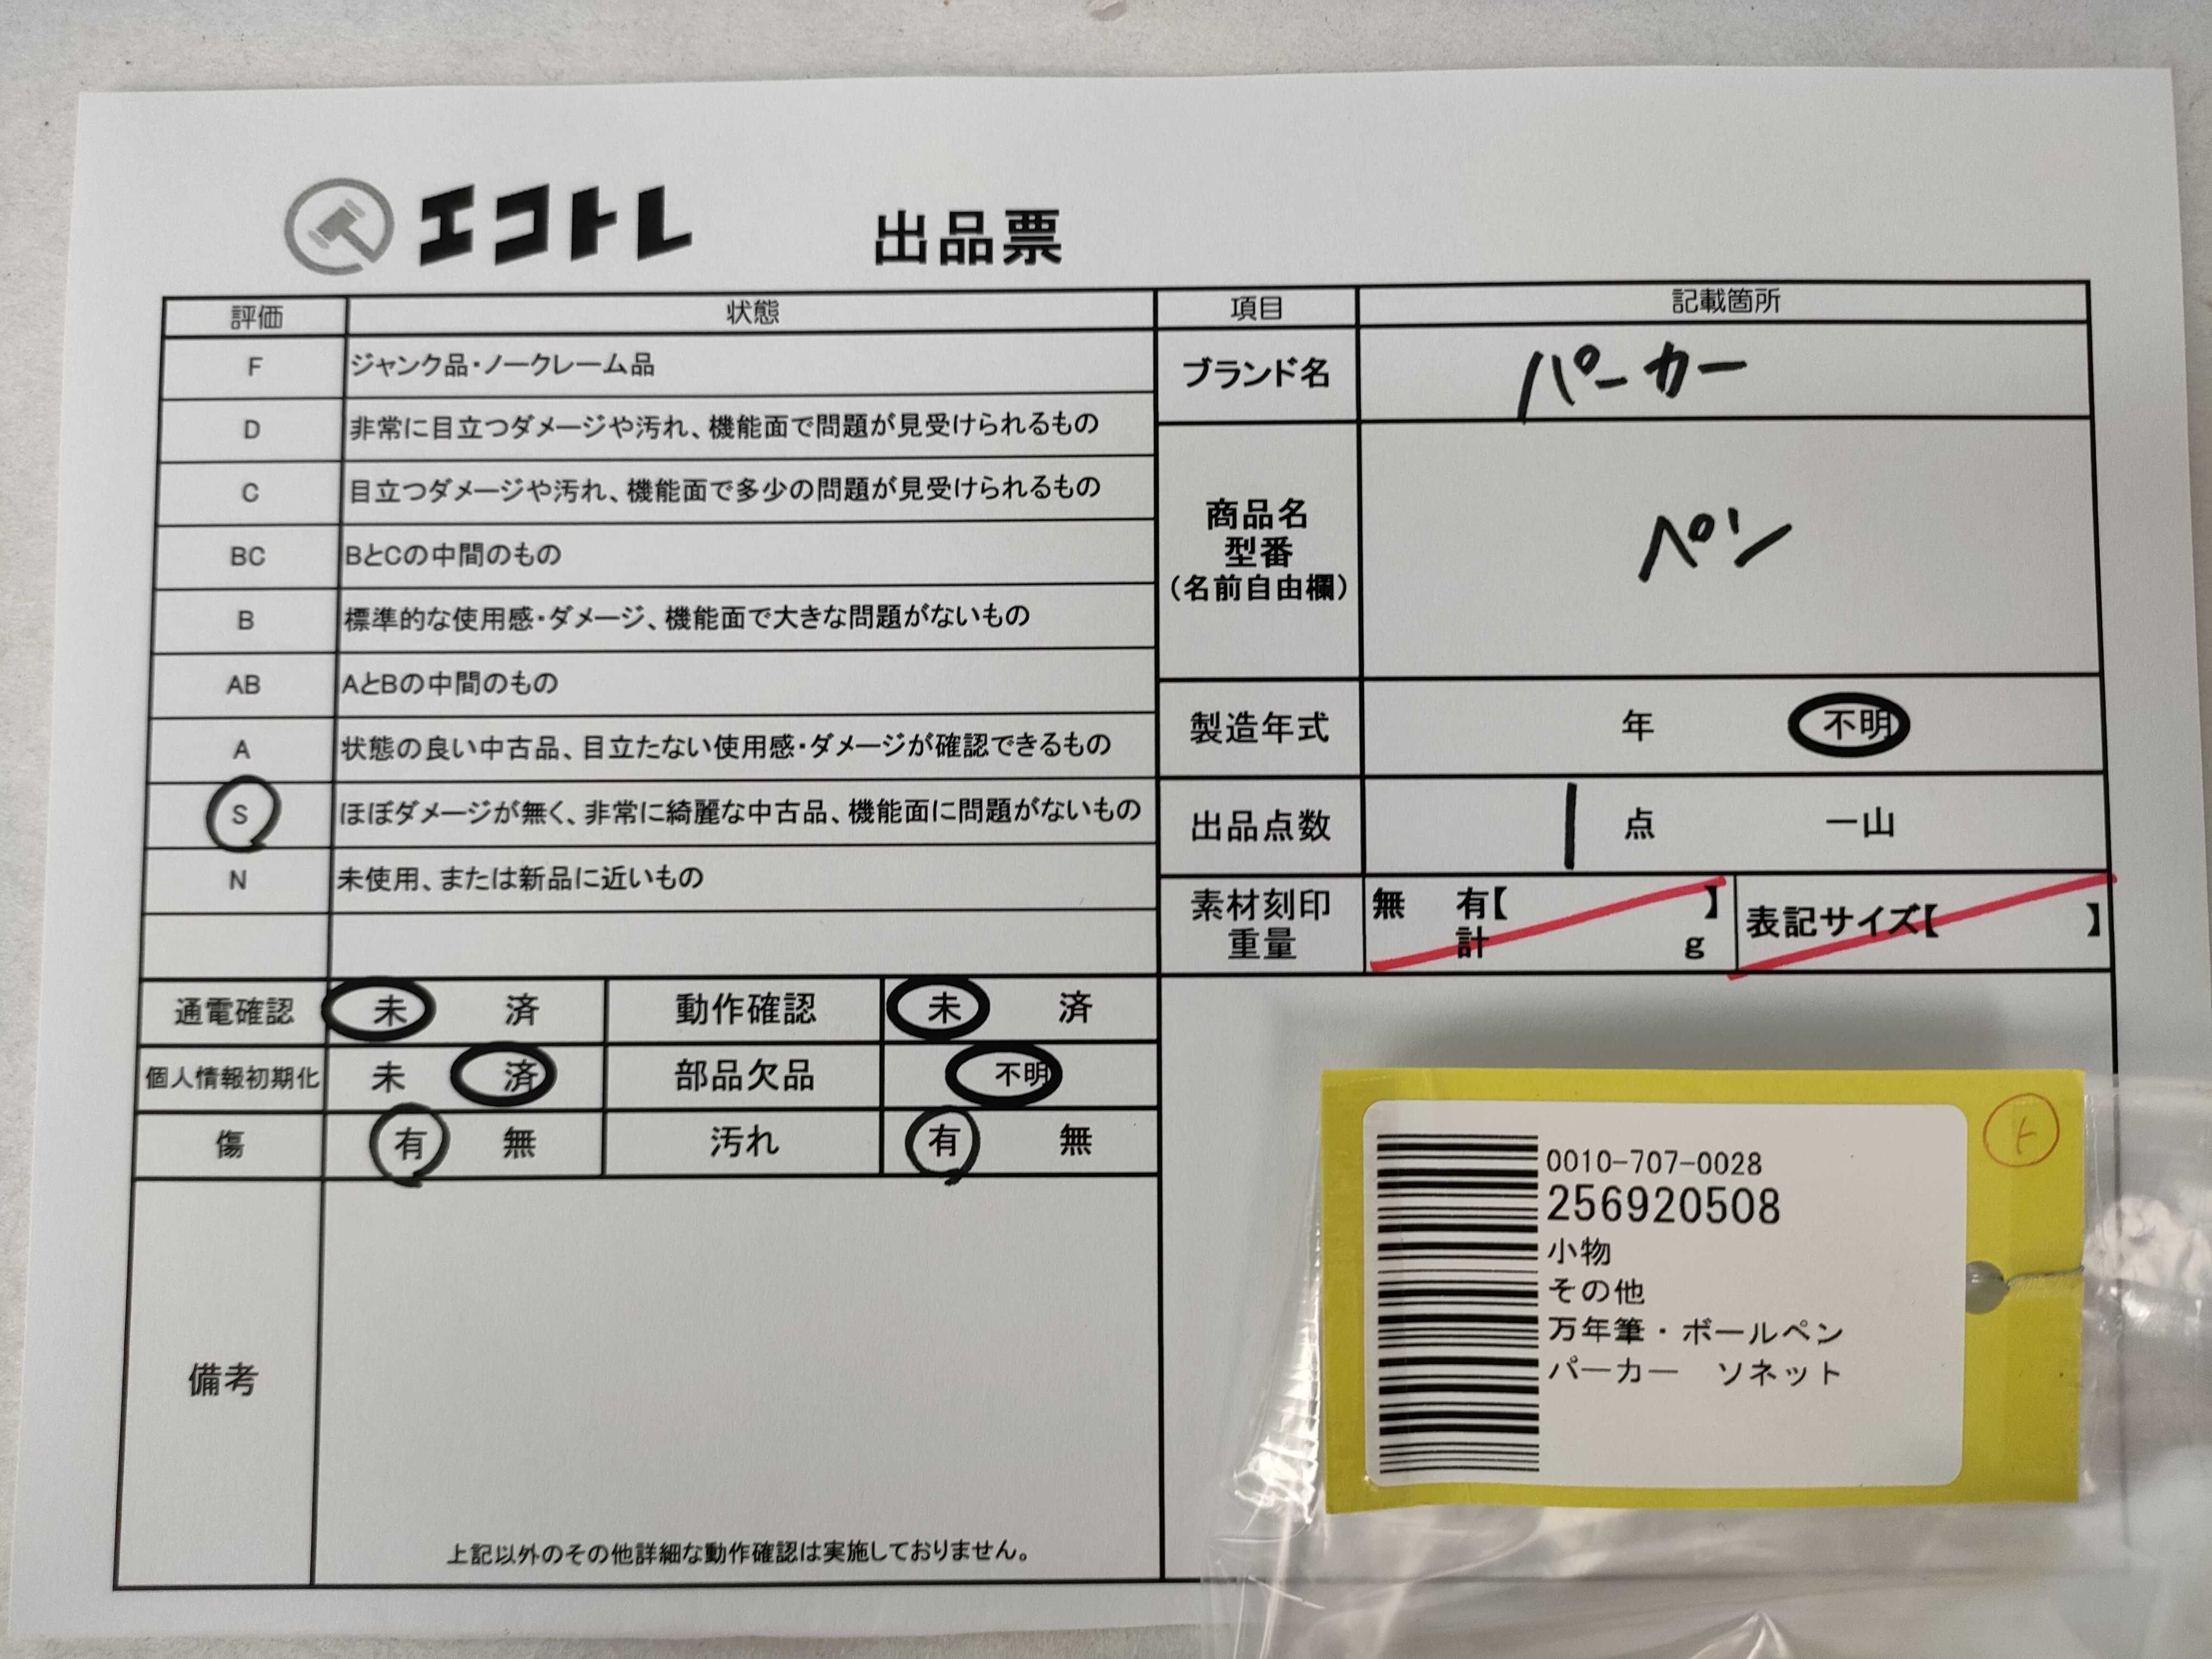 エコトレ 出品票
評価 状態 項目 記載箇所
F ジャンク品・ノークレーム品
D 非常に目立つダメージや汚れ、機能面で問題が見受けられるもの
C 目立つダメージや汚れ、機能面で多少の問題が見受けられるもの
BC BとCの中間のもの
B 標準的な使用感・ダメージ、機能面で大きな問題がないもの
AB AとBの中間のもの
A 状態の良い中古品、目立たない使用感・ダメージが確認できるもの
S ほぼダメージが無く、非常に綺麗な中古品、機能面に問題がないもの
N 未使用、または新品に近いもの
ブランド名 パーカー
商品名
型番
(名前自由欄)
ペン
製造年式 年 不明
出品点数 1 点 一山
素材刻印
重量
無 有【 】
計 g
表記サイズ【 】
通電確認 未 済 動作確認 未 済
個人情報初期化 未 済 部品欠品 不明
傷 有 無 汚れ 有 無
備考
上記以外のその他詳細な動作確認は実施しておりません。
0010-707-0028
256920508
小物
その他
万年筆・ボールペン
パーカー ソネット